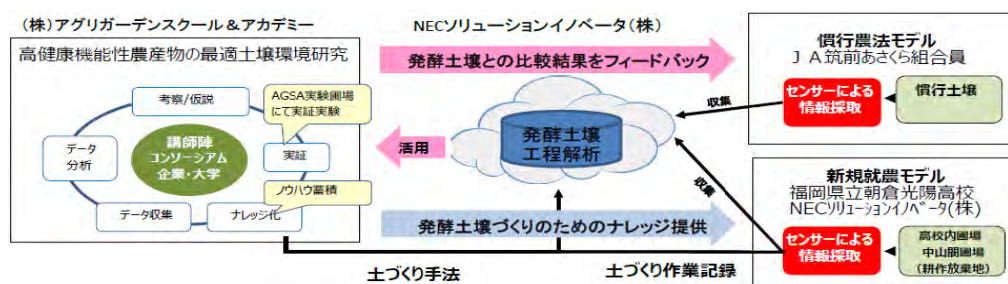 (株)アグリガーデンスクール&アカデミー
高健康機能性農産物の最適土壌環境研究
考察/仮説
AGSA実験圃場
にて実証実験
データ
分析
講師陣
コンソーシアム
企業・大学
実証
ノウハウ蓄積
データ収集
ナレッジ化
NECソリューションイノベータ(株)
発酵土壌との比較結果をフィードバック
活用
発酵土壌
工程解析
収集
収集
発酵土壌づくりのためのナレッジ提供
土づくり手法
土づくり作業記録
慣行農法モデル
JA筑前あさくら組合員
センサーによる
情報採取
慣行土壌
新規就農モデル
福岡県立朝倉光陽高校
NECソリューションイノベータ(株)
センサーによる
情報採取
高校内圃場
中山間圃場
(耕作放棄地)